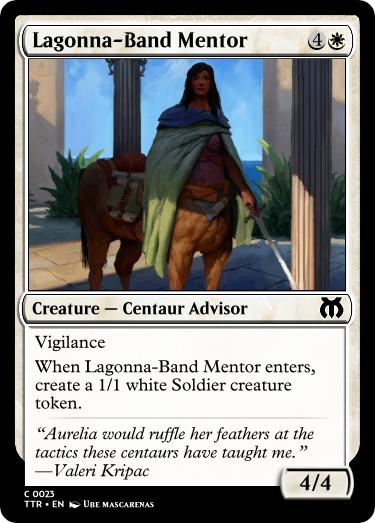 Lagonna-Band Mentor 4
Creature — Centaur Advisor
Vigilance
When Lagonna-Band Mentor enters,
create a 1/1 white Soldier creature
token.
“Aurelia would ruffle her feathers at the
tactics these centaurs have taught me.”
—Valeri Kripac
4/4
C 0023
TTR • EN Ube Mascarenas